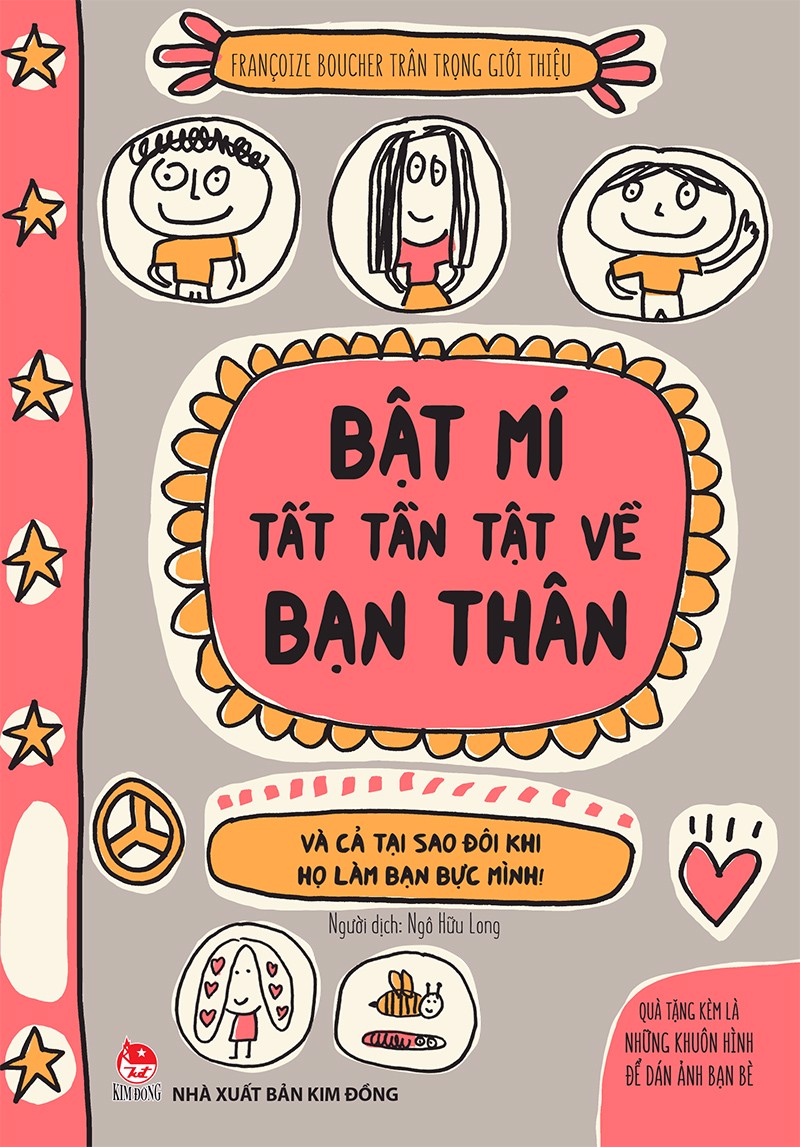 FRANÇOIZE BOUCHER TRÂN TRỌNG GIỚI THIỆU
BẬT MÍ
TẤT TẦN TẬT VỀ
BẠN THÂN
VÀ CẢ TẠI SAO ĐÔI KHI
HỌ LÀM BẠN BỰC MÌNH!
Người dịch: Ngô Hữu Long
QUÀ TẶNG KÈM LÀ
NHỮNG KHUÔN HÌNH
ĐỂ DÁN ẢNH BẠN BÈ
kđ
KIM ĐỒNG
NHÀ XUẤT BẢN KIM ĐỒNG